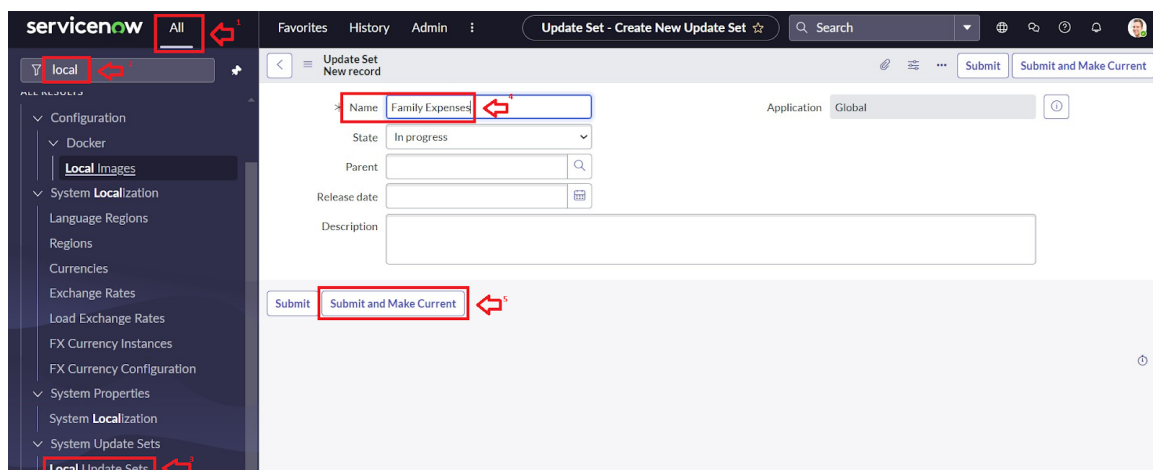 servicenow All 1 Favorites History Admin Update Set - Create New Update Set Search
local 2
ALL RESULTS
Configuration
Docker
Local Images
System Localization
Language Regions
Regions
Currencies
Exchange Rates
Load Exchange Rates
FX Currency Instances
FX Currency Configuration
System Properties
System Localization
System Update Sets
Local Update Sets 3
Update Set
New record
Submit Submit and Make Current
Name Family Expenses 4 Application Global
State In progress
Parent
Release date
Description
Submit Submit and Make Current 5